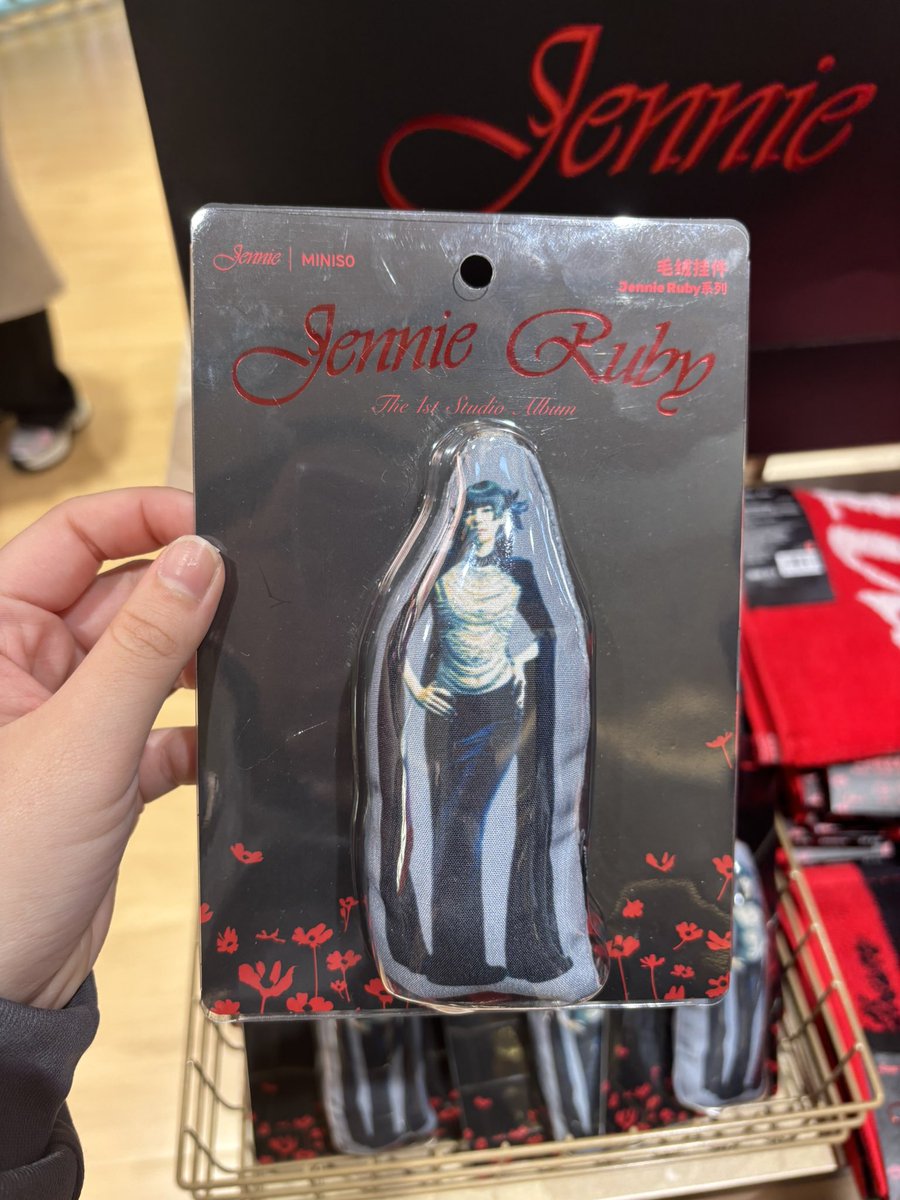 Jennie
Jennie | MINISO
毛绒挂件
Jennie Ruby系列
Jennie Ruby
The 1st Studio Album